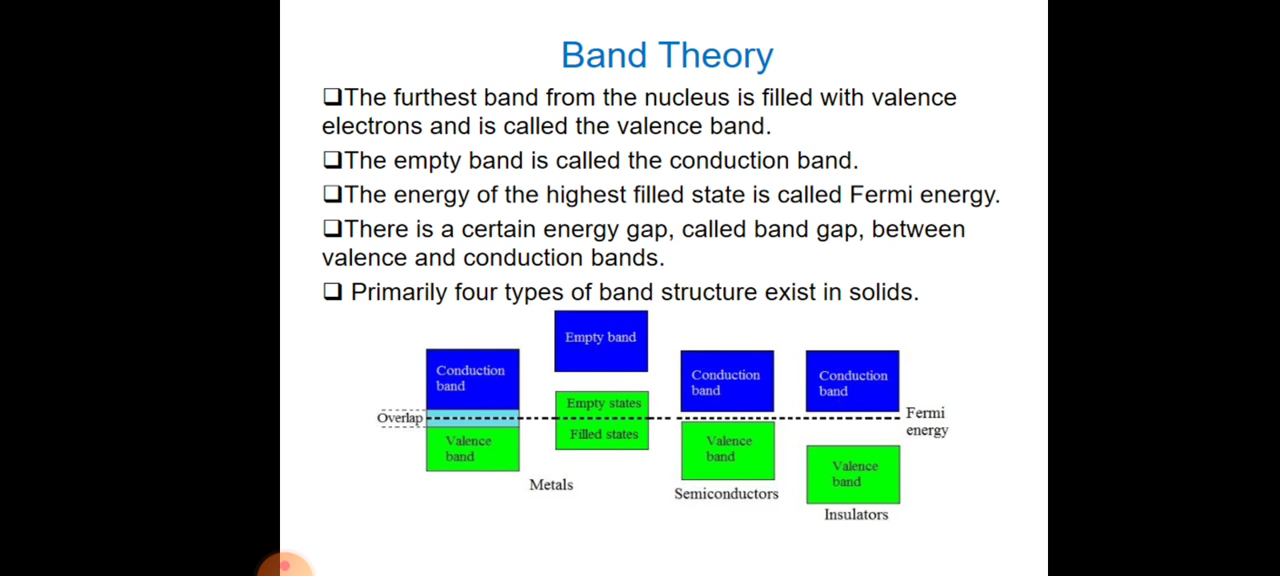 Band Theory
❑The furthest band from the nucleus is filled with valence
electrons and is called the valence band.
❑The empty band is called the conduction band.
❑The energy of the highest filled state is called Fermi energy.
❑There is a certain energy gap, called band gap, between
valence and conduction bands.
❑ Primarily four types of band structure exist in solids.
Conduction
band
Overlap
Valence
band
Empty band
Empty states
Filled states
Metals
Conduction
band
Valence
band
Semiconductors
Conduction
band
Valence
band
Insulators
Fermi
energy